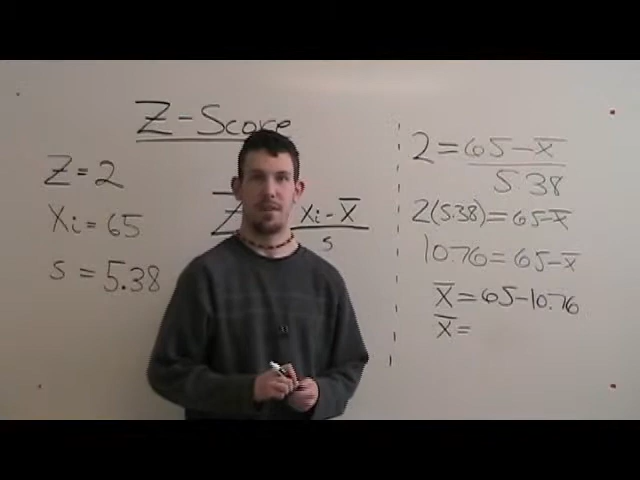 Z-Score
Z = 2
Xi = 65
s = 5.38
Z
Xi - X̅
s
2 = 65 - X̅
5.38
2(5.38) = 65 - X̅
10.76 = 65 - X̅
X̅ = 65 - 10.76
X̅ =